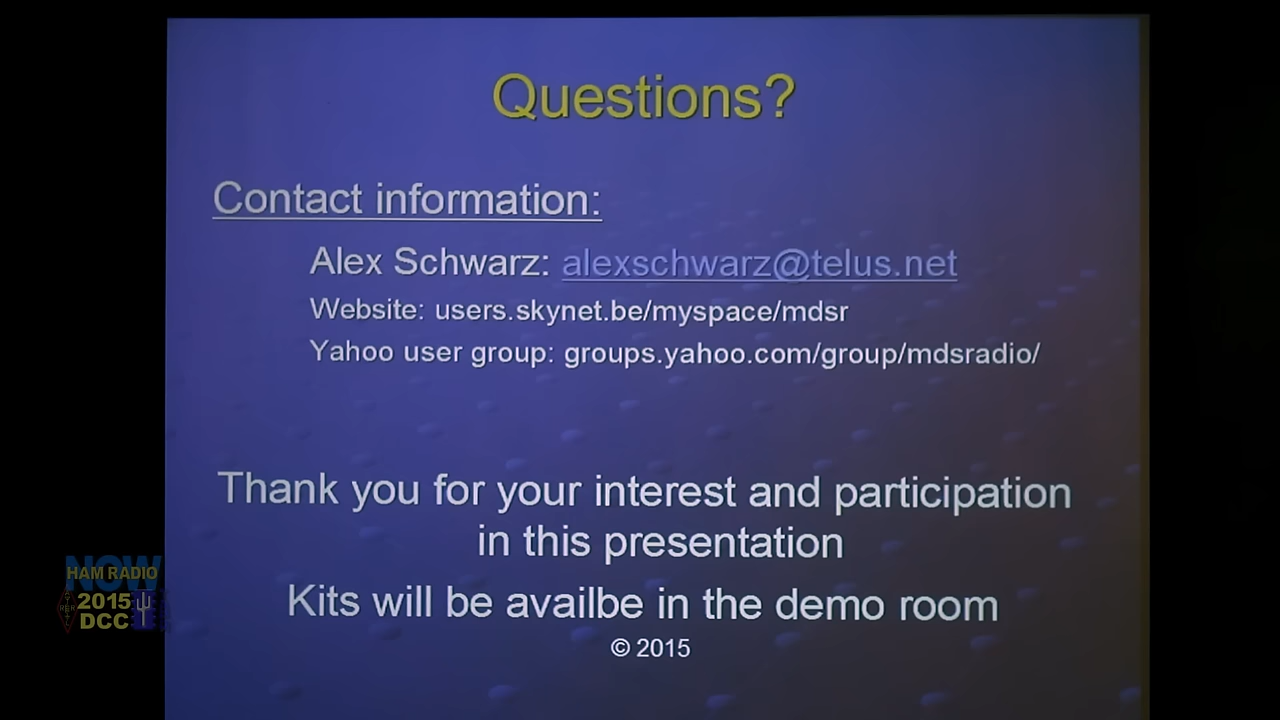 Questions?
Contact information:
Alex Schwarz: alexschwarz@telus.net
Website: users.skynet.be/myspace/mdsr
Yahoo user group: groups.yahoo.com/group/mdsradio/
Thank you for your interest and participation
in this presentation
Kits will be availbe in the demo room
© 2015
NOW
HAM RADIO
2015
DCC